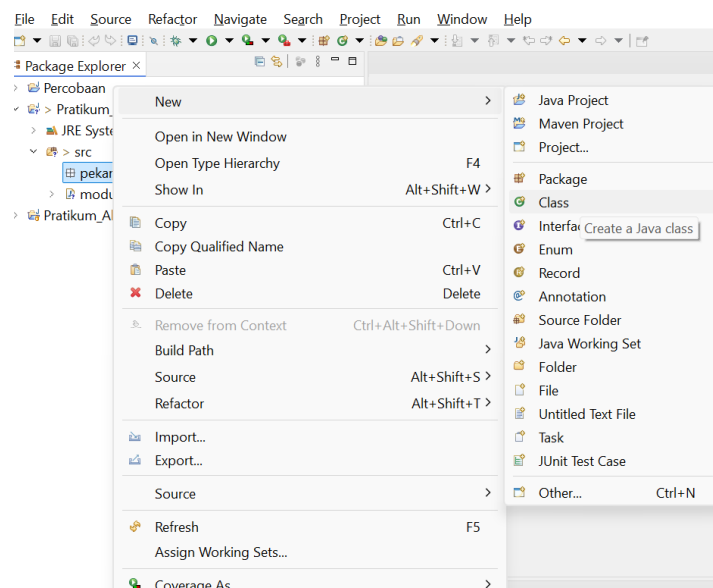 File Edit Source Refactor Navigate Search Project Run Window Help
Package Explorer
Percobaan
> Pratikum_
JRE Syste
> src
pekan
modu
Pratikum_Al
New
Open in New Window
Open Type Hierarchy F4
Show In Alt+Shift+W
Copy Ctrl+C
Copy Qualified Name
Paste Ctrl+V
Delete Delete
Remove from Context Ctrl+Alt+Shift+Down
Build Path
Source Alt+Shift+S
Refactor Alt+Shift+T
Import...
Export...
Source
Refresh F5
Assign Working Sets...
Coverage As
Java Project
Maven Project
Project...
Package
Class
Interfac
Create a Java class
Enum
Record
Annotation
Source Folder
Java Working Set
Folder
File
Untitled Text File
Task
JUnit Test Case
Other... Ctrl+N